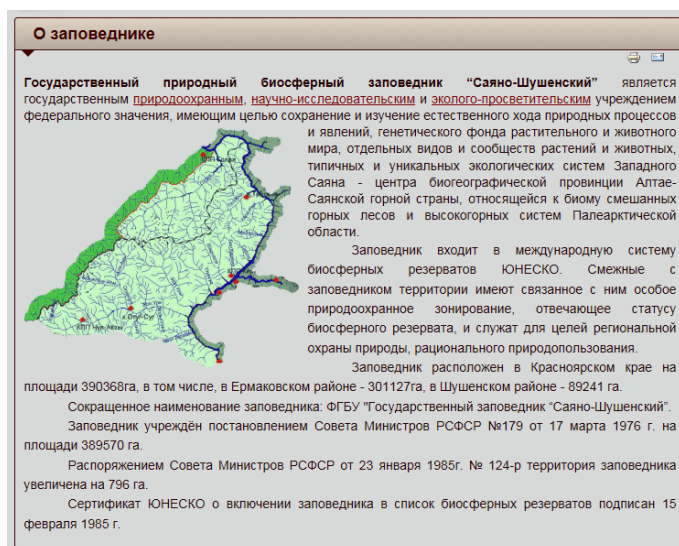 О заповеднике
Государственный природный биосферный заповедник “Саяно-Шушенский” является
государственным природоохранным, научно-исследовательским и эколого-просветительским учреждением
федерального значения, имеющим целью сохранение и изучение естественного хода природных процессов
и явлений, генетического фонда растительного и животного
мира, отдельных видов и сообществ растений и животных,
типичных и уникальных экологических систем Западного
Саяна - центра биогеографической провинции Алтае-
Саянской горной страны, относящейся к биому смешанных
горных лесов и высокогорных систем Палеарктической
области.
Заповедник входит в международную систему
биосферных резерватов ЮНЕСКО. Смежные с
заповедником территории имеют связанное с ним особое
природоохранное зонирование, отвечающее статусу
биосферного резервата, и служат для целей региональной
охраны природы, рационального природопользования.
Заповедник расположен в Красноярском крае на
площади 390368га, в том числе, в Ермаковском районе - 301127га, в Шушенском районе - 89241 га.
Сокращенное наименование заповедника: ФГБУ "Государственный заповедник “Саяно-Шушенский”.
Заповедник учреждён постановлением Совета Министров РСФСР №179 от 17 марта 1976 г. на
площади 389570 га.
Распоряжением Совета Министров РСФСР от 23 января 1985г. № 124-р территория заповедника
увеличена на 796 га.
Сертификат ЮНЕСКО о включении заповедника в список биосферных резерватов подписан 15
февраля 1985 г.